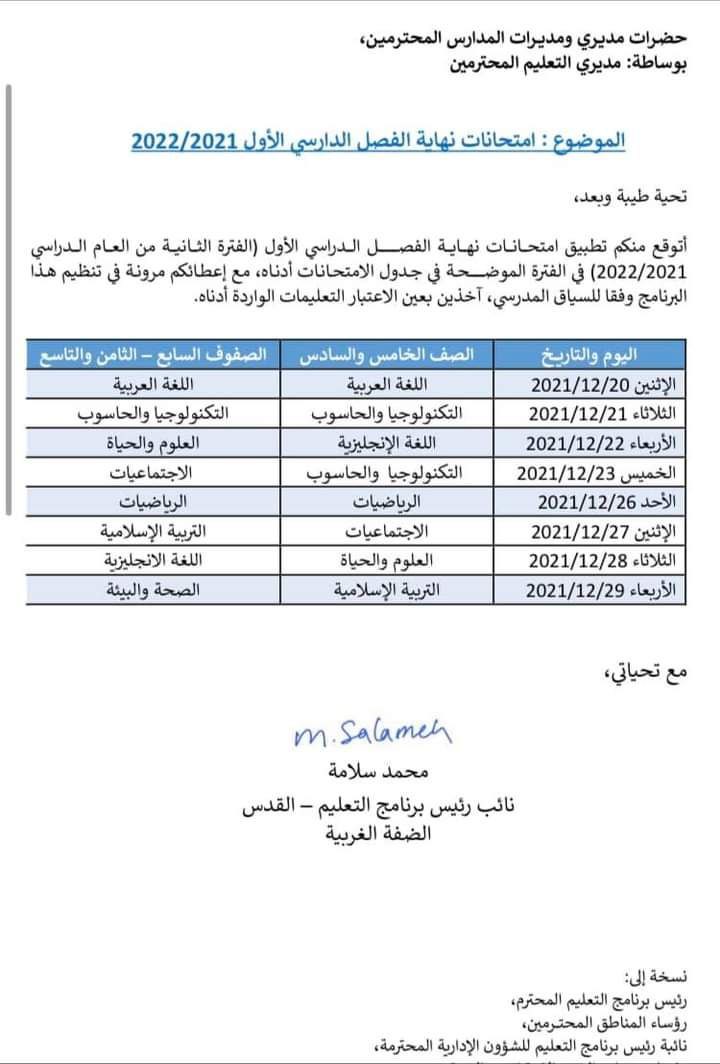 حضرات مديري ومديرات المدارس المحترمين،
بوساطة: مديري التعليم المحترمين
الموضوع : امتحانات نهاية الفصل الدارسي الأول 2022/2021
تحية طيبة وبعد،
أتوقع منكم تطبيق امتحانات نهاية الفصل الدراسي الأول (الفترة الثانية من العام الدراسي
2022/2021) في الفترة الموضحة في جدول الامتحانات أدناه، مع إعطائكم مرونة في تنظيم هذا
البرنامج وفقا للسياق المدرسي، آخذين بعين الاعتبار التعليمات الواردة أدناه.
اليوم والتاريخ الصف الخامس والسادس الصفوف السابع – الثامن والتاسع
الإثنين 2021/12/20 اللغة العربية اللغة العربية
الثلاثاء 2021/12/21 التكنولوجيا والحاسوب التكنولوجيا والحاسوب
الأربعاء 2021/12/22 اللغة الإنجليزية العلوم والحياة
الخميس 2021/12/23 التكنولوجيا والحاسوب الاجتماعيات
الأحد 2021/12/26 الرياضيات الرياضيات
الإثنين 2021/12/27 الاجتماعيات التربية الإسلامية
الثلاثاء 2021/12/28 العلوم والحياة اللغة الانجليزية
الأربعاء 2021/12/29 التربية الإسلامية الصحة والبيئة
مع تحياتي،
M. Salameh
محمد سلامة
نائب رئيس برنامج التعليم – القدس
الضفة الغربية
نسخة إلى:
رئيس برنامج التعليم المحترم،
رؤساء المناطق المحترمين،
نائبة رئيس برنامج التعليم للشؤون الإدارية المحترمة،